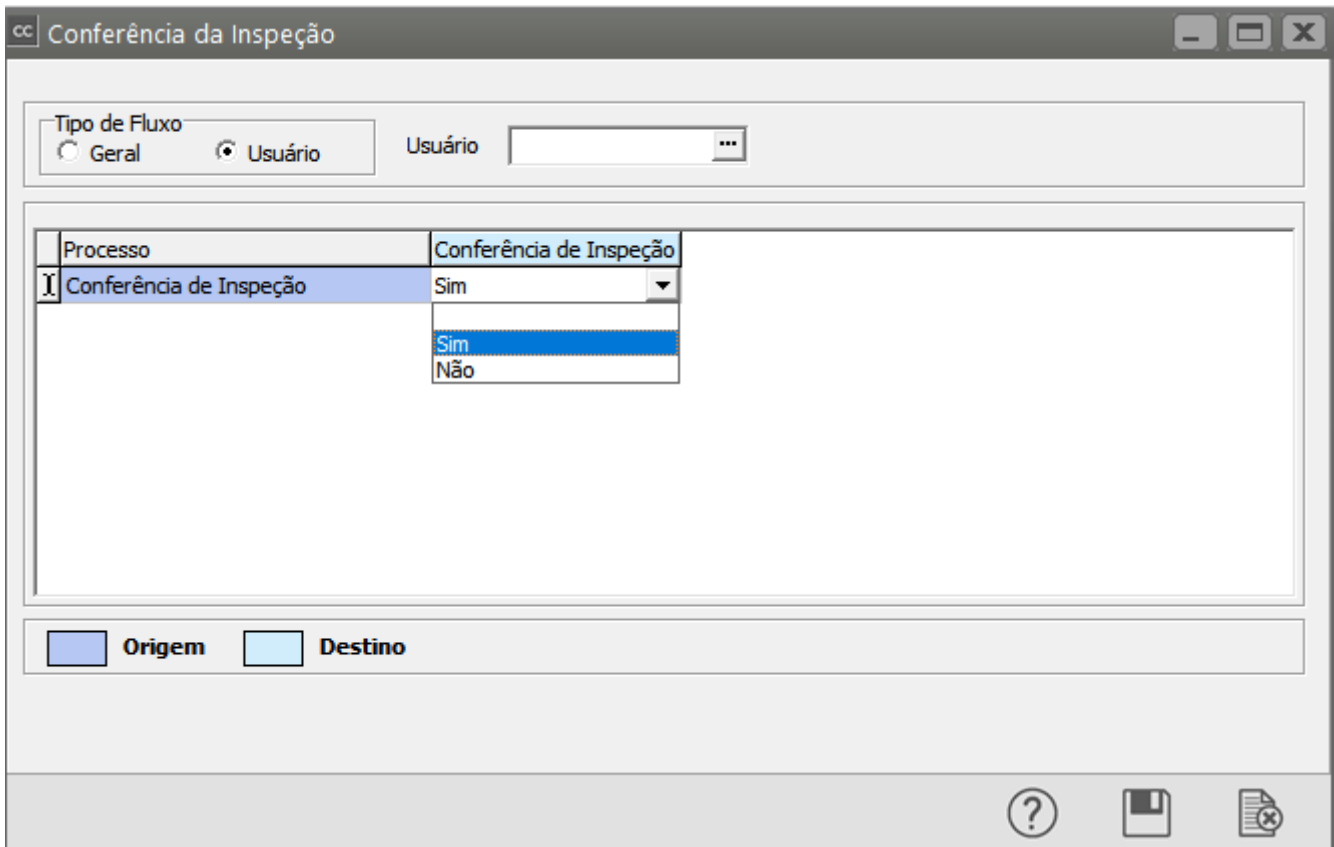 cc Conferência da Inspeção
Tipo de Fluxo
Geral Usuário Usuário ...
Processo Conferência de Inspeção
Conferência de Inspeção Sim
Sim
Não
Origem Destino
?